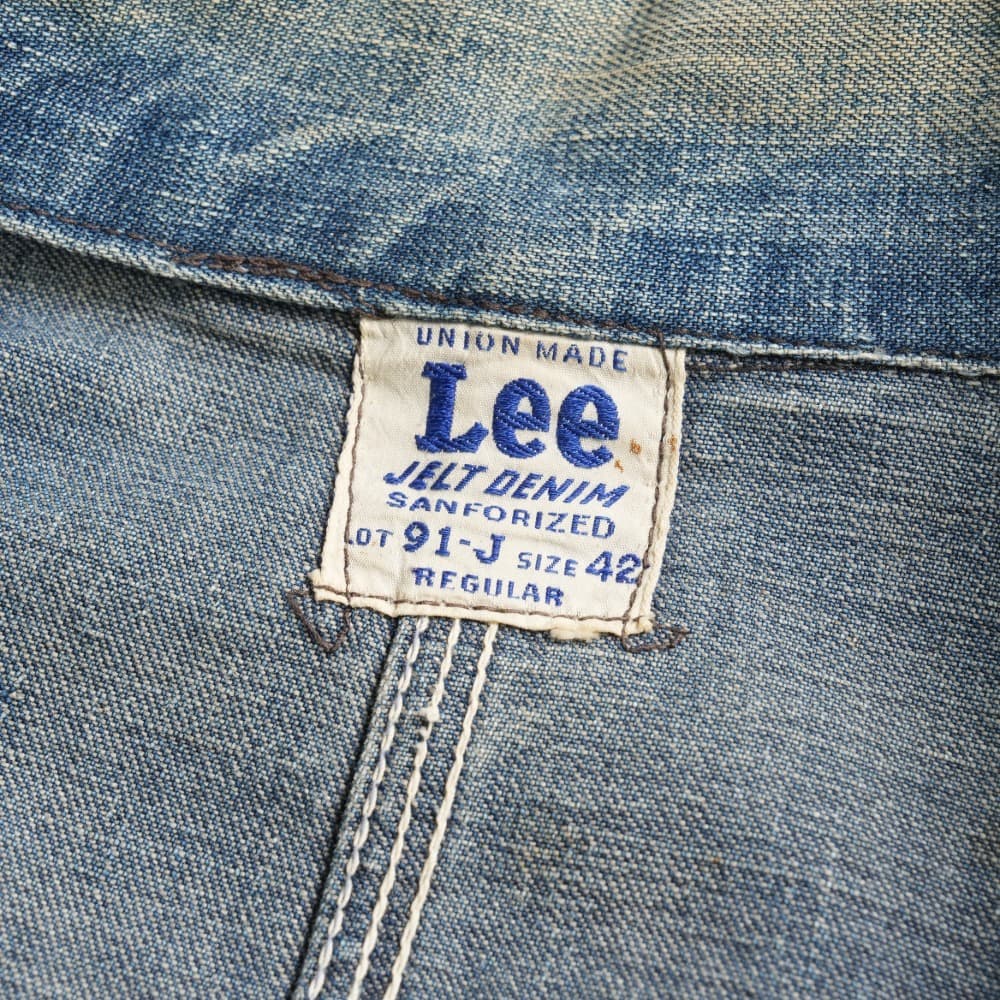 UNION MADE
Lee
JELT DENIM
SANFORIZED
LOT 91-J SIZE 42
REGULAR